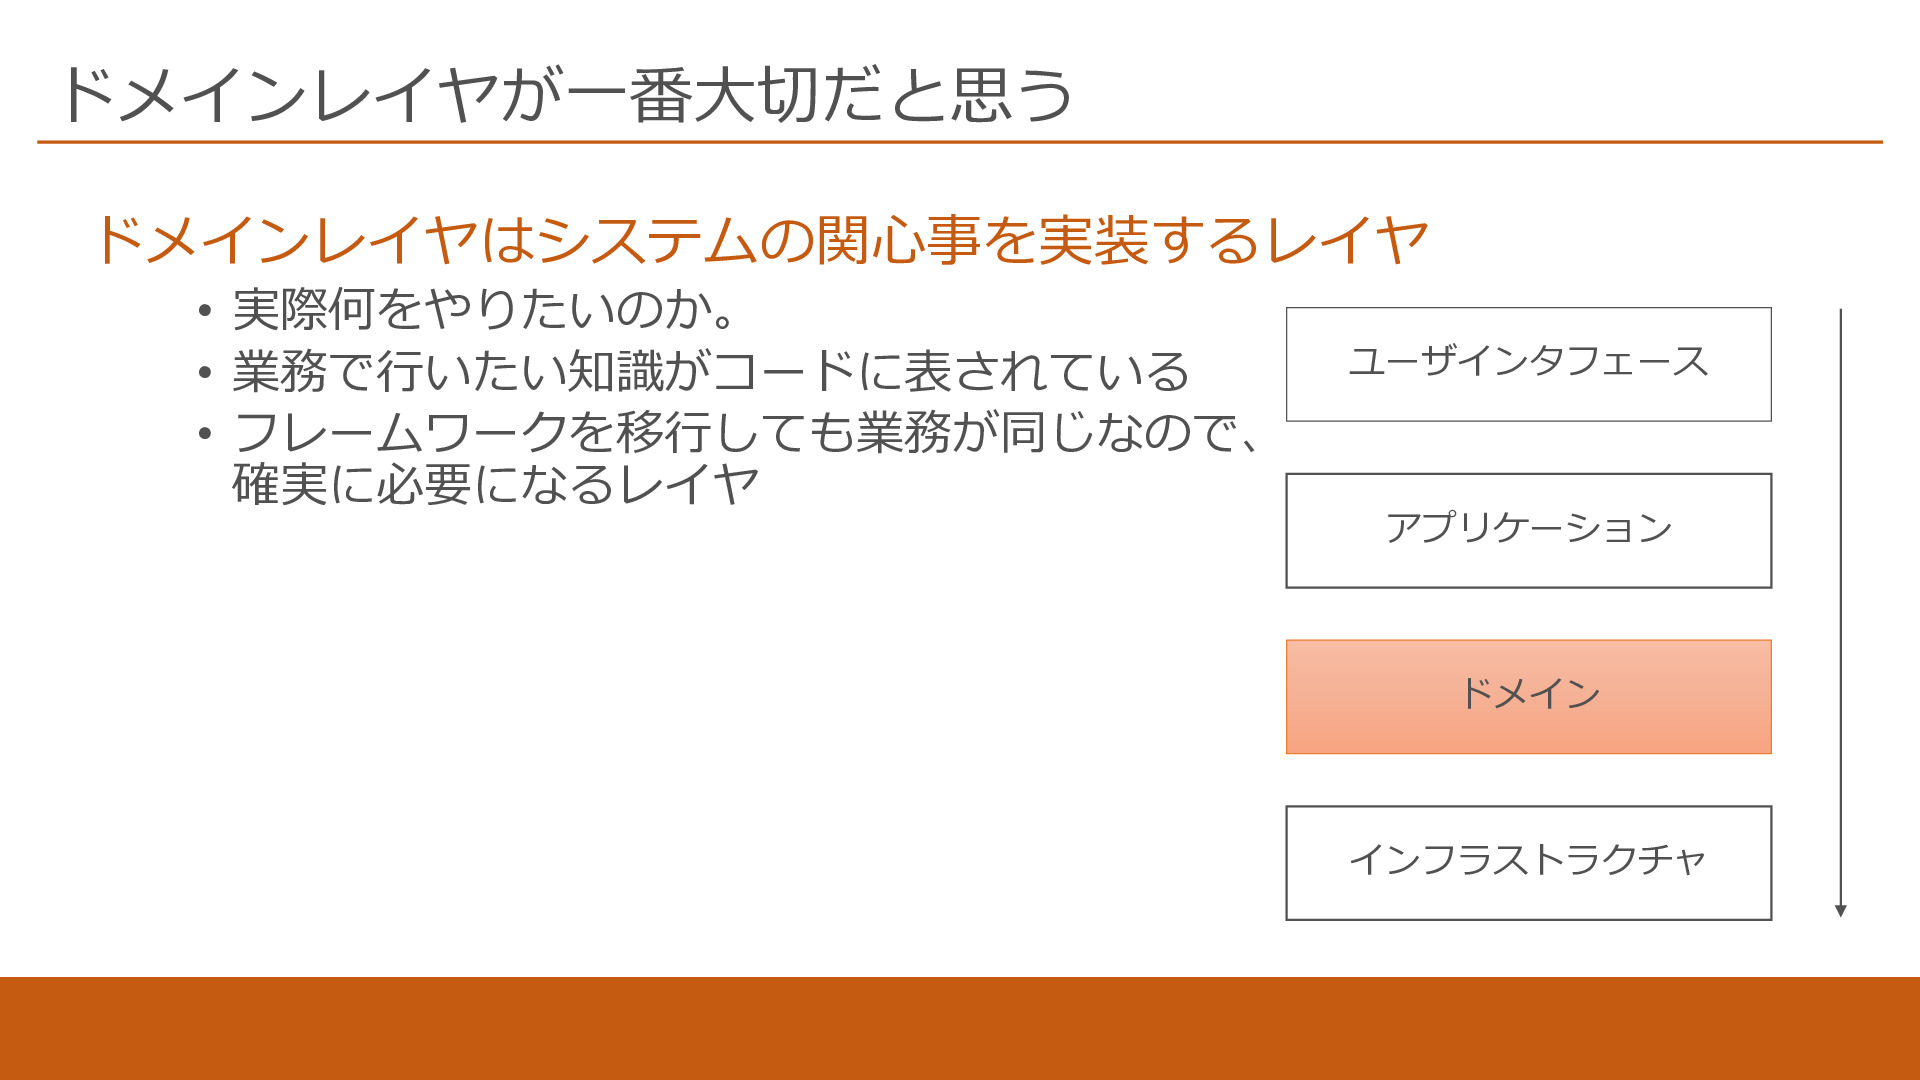 ドメインレイヤが一番大切だと思う
ドメインレイヤはシステムの関心事を実装するレイヤ
• 実際何をやりたいのか。
• 業務で行いたい知識がコードに表されている
• フレームワークを移行しても業務が同じなので、
確実に必要になるレイヤ
ユーザインタフェース
アプリケーション
ドメイン
インフラストラクチャ